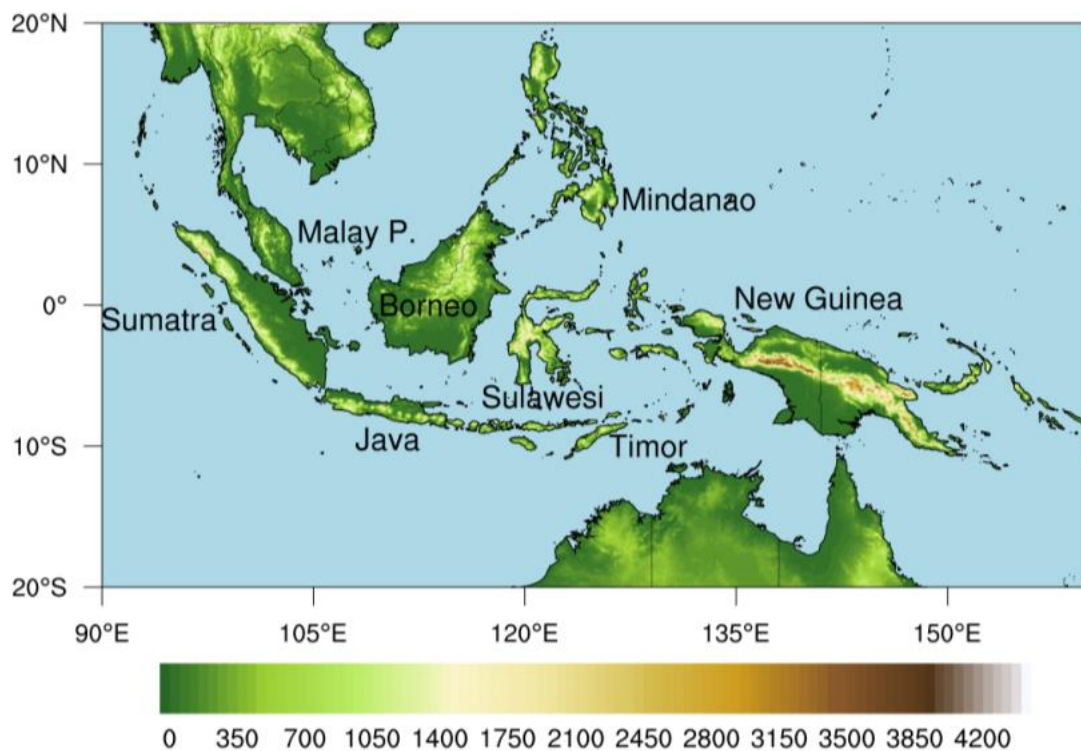 20°N
10°N
Mindanao
Malay P.
0°
New Guinea
Borneo
Sumatra
Sulawesi
Java
Timor
10°S
20°S
90°E 105°E 120°E 135°E 150°E
0 350 700 1050 1400 1750 2100 2450 2800 3150 3500 3850 4200